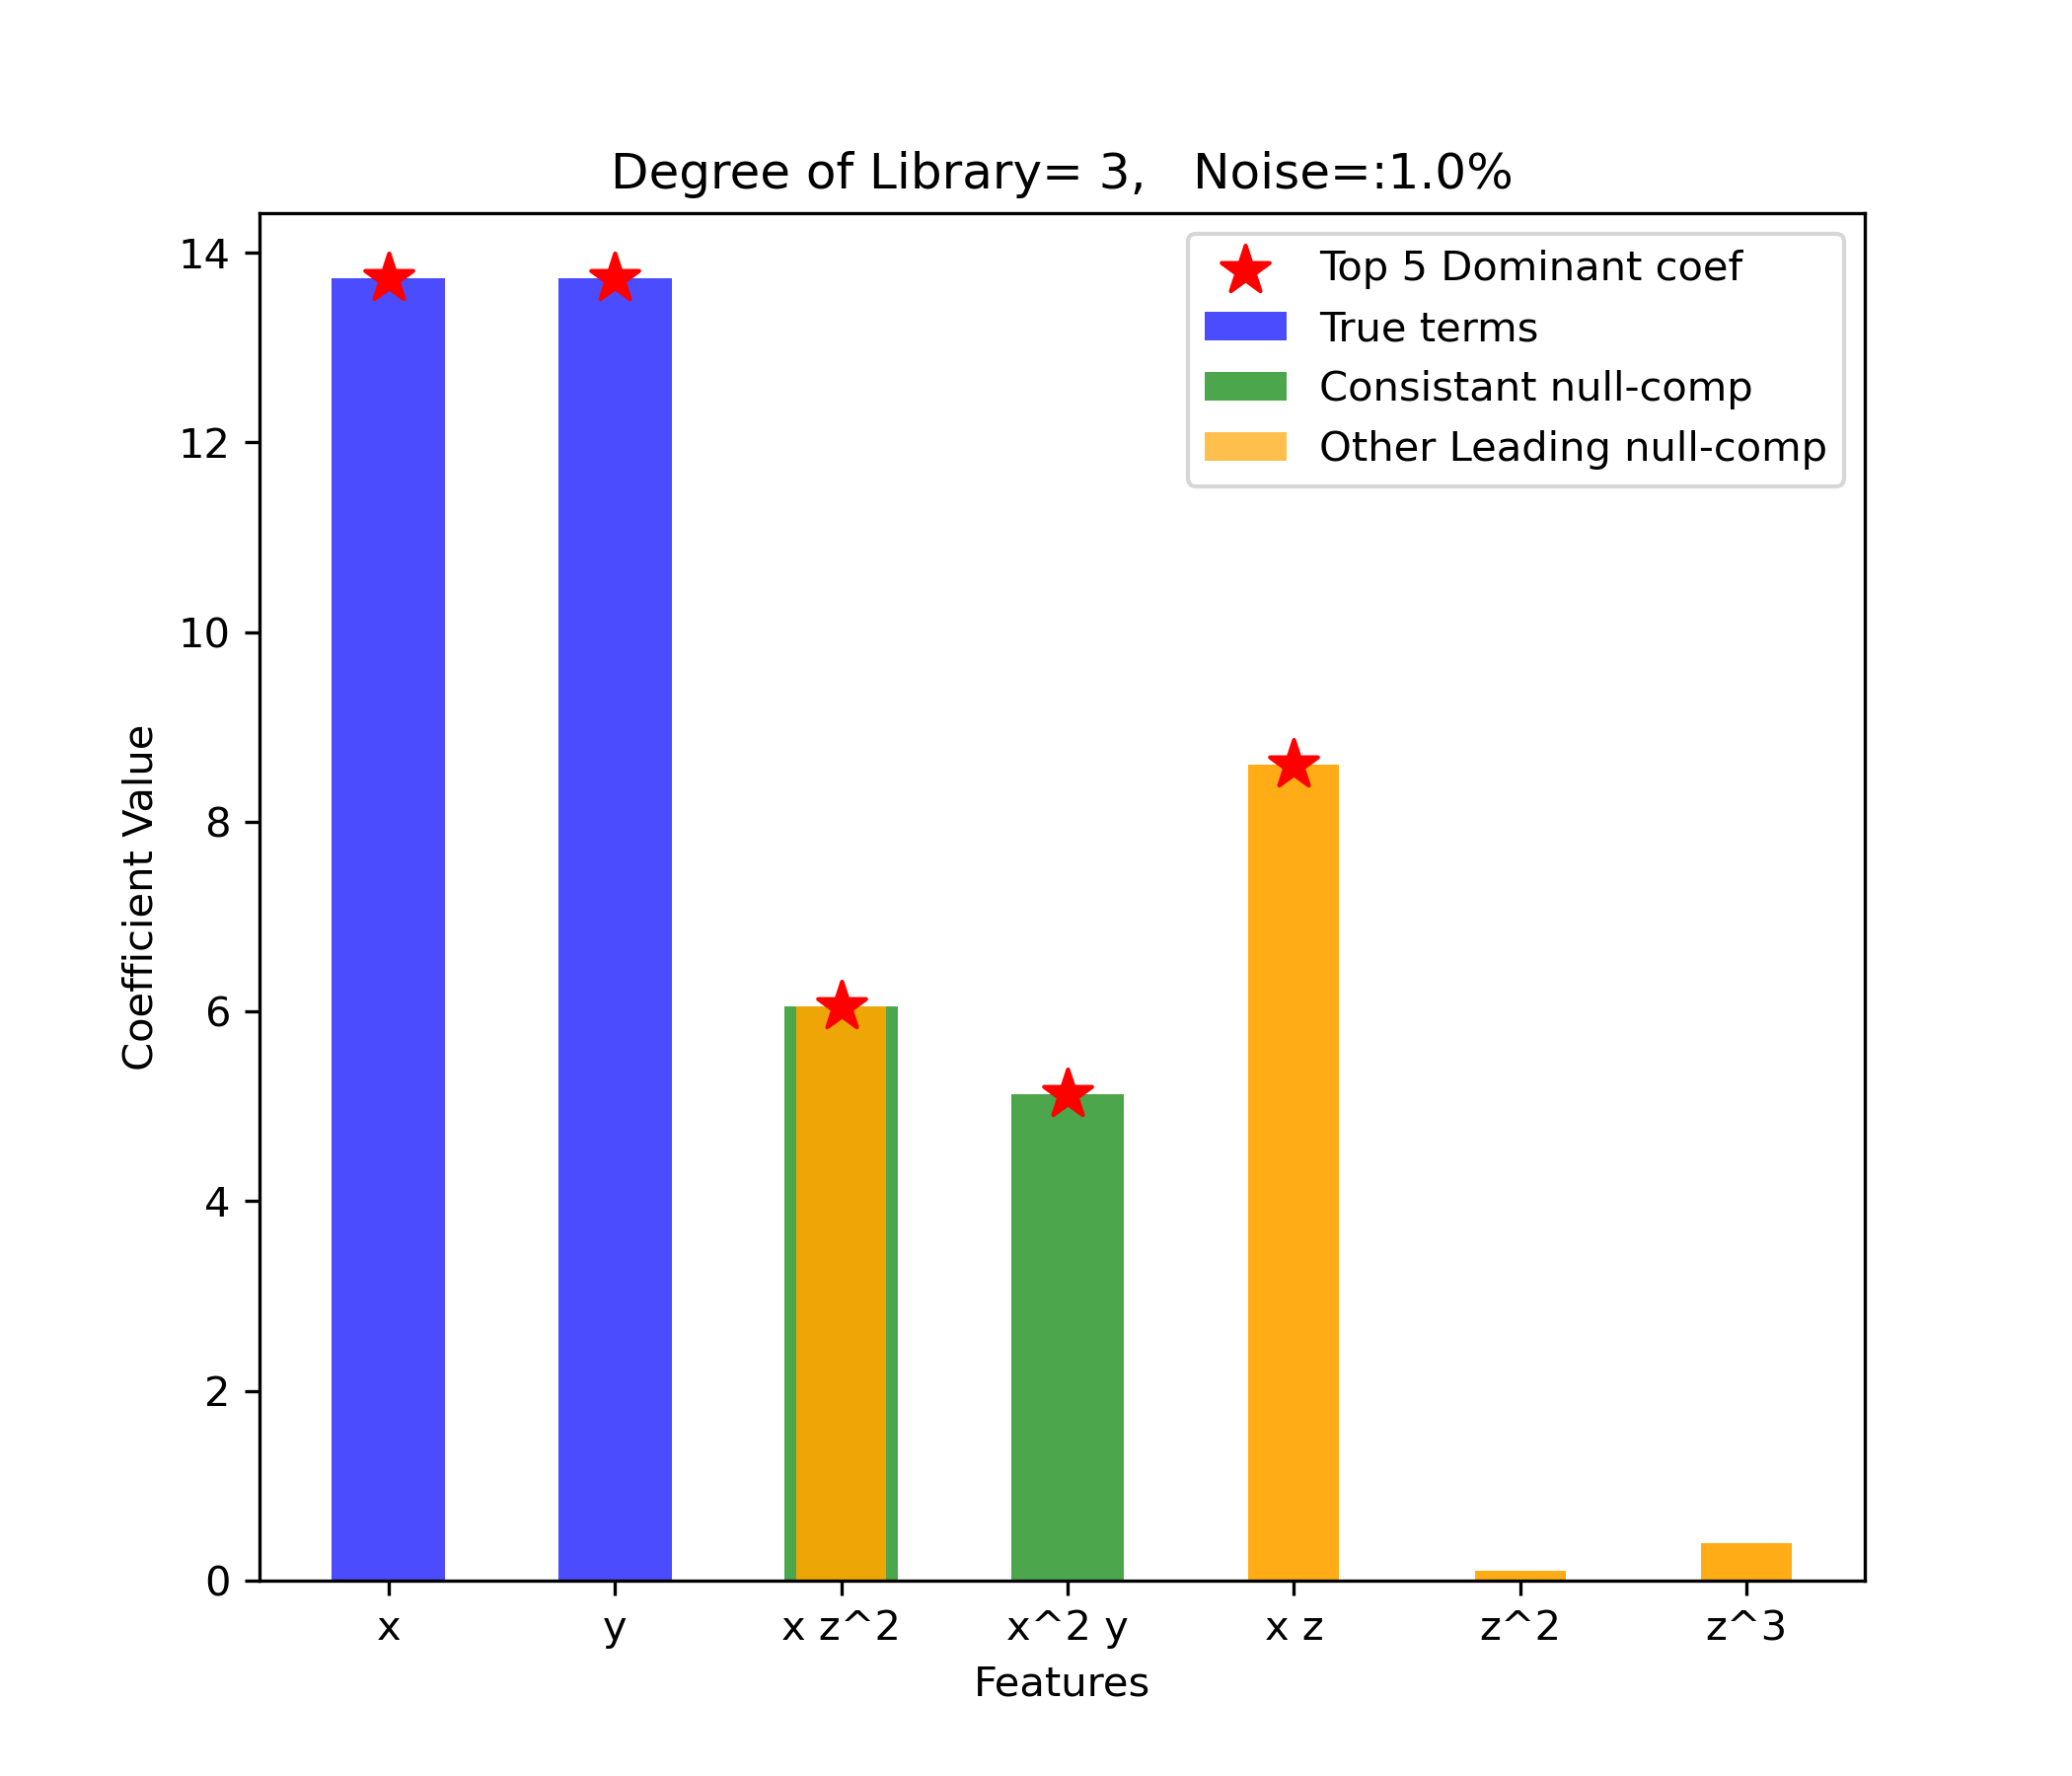 Degree of Library= 3,   Noise=:1.0%
Top 5 Dominant coef
True terms
Consistant null-comp
Other Leading null-comp
14
12
10
8
6
4
2
0
Coefficient Value
x y x z^2 x^2 y x z z^2 z^3
Features